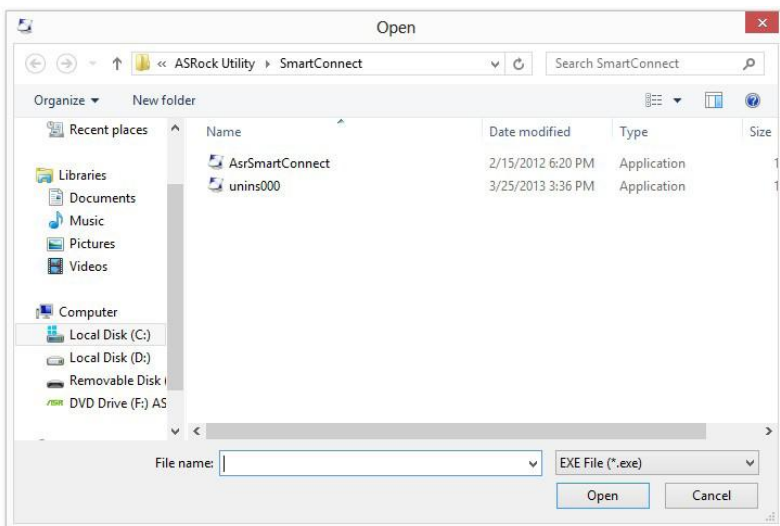 Open
« ASRock Utility ▸ SmartConnect
Search SmartConnect
Organize ▾ New folder
Recent places
Libraries
Documents
Music
Pictures
Videos
Computer
Local Disk (C:)
Local Disk (D:)
Removable Disk (
DVD Drive (F:) AS
Name Date modified Type Size
AsrSmartConnect 2/15/2012 6:20 PM Application 1
unins000 3/25/2013 3:36 PM Application 1
File name: EXE File (*.exe)
Open Cancel